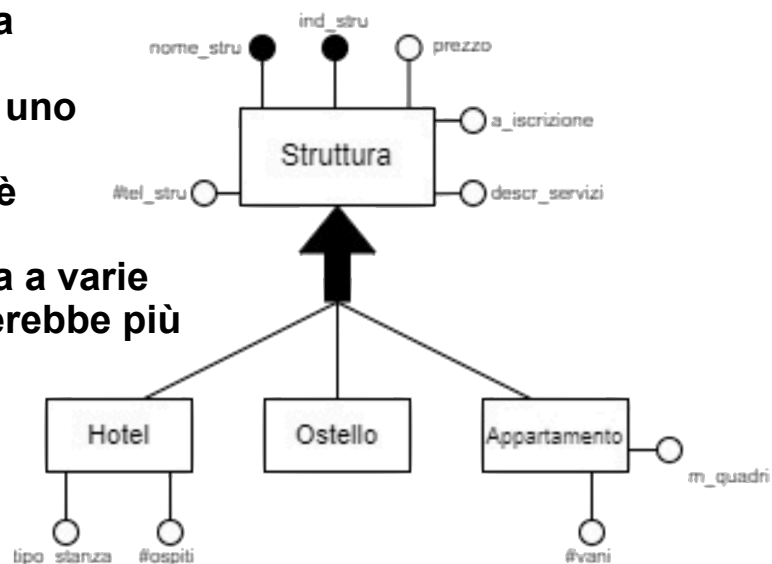 a
uno
è
a a varie
erebbe più
ind_stru
nome_stru
prezzo
a_iscrizione
Struttura
#tel_stru
descr_servizi
Hotel
Ostello
Appartamento
m_quadri
tipo_stanza
#ospiti
#vani